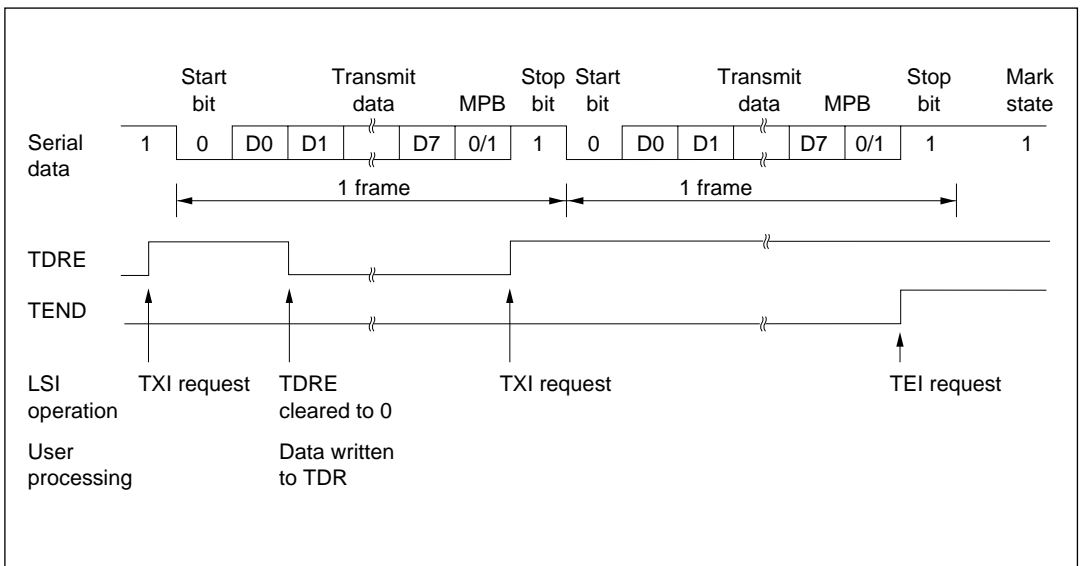 Start Transmit Stop Start Transmit Stop Mark
bit data MPB bit bit data MPB bit state
Serial 1 0 D0 D1 D7 0/1 1 0 D0 D1 D7 0/1 1 1
data
1 frame 1 frame
TDRE
TEND
LSI TXI request TDRE TXI request TEI request
operation cleared to 0
User Data written
processing to TDR